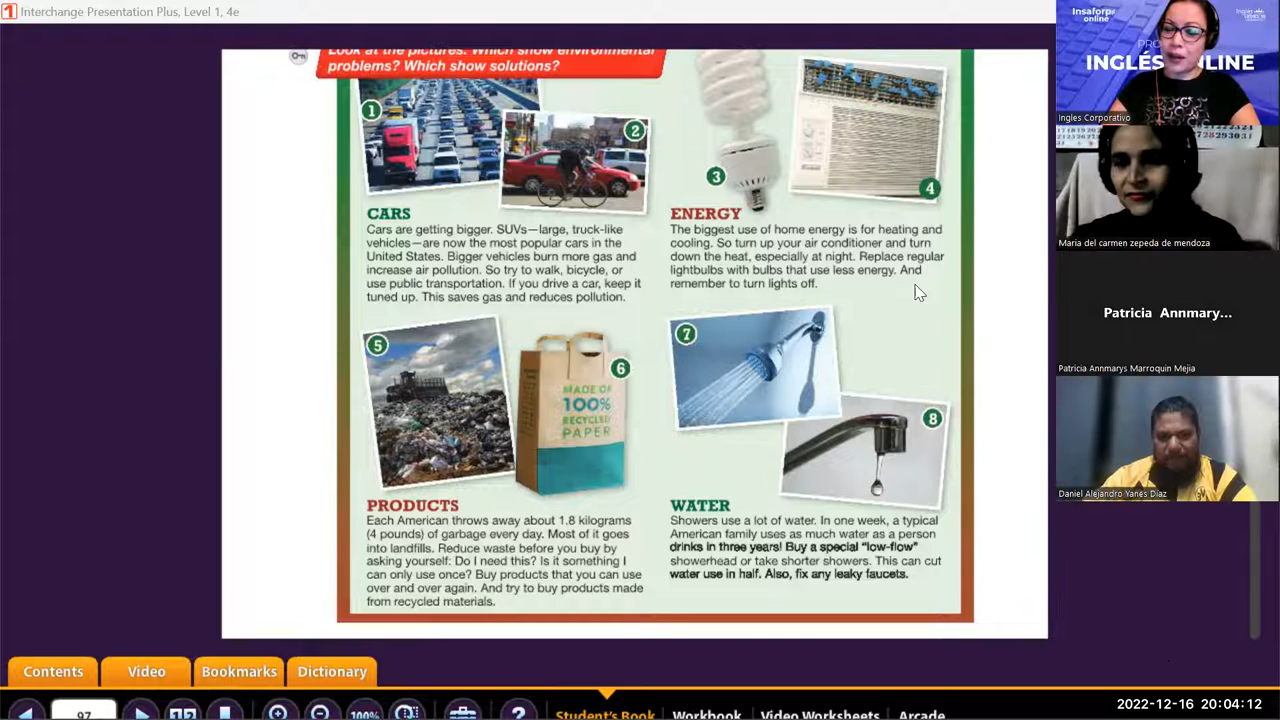 Interchange Presentation Plus, Level 1, 4e
Look at the pictures. Which show environmental
problems? Which show solutions?
1
2
3
4
CARS
Cars are getting bigger. SUVs—large, truck-like
vehicles—are now the most popular cars in the
United States. Bigger vehicles burn more gas and
increase air pollution. So try to walk, bicycle, or
use public transportation. If you drive a car, keep it
tuned up. This saves gas and reduces pollution.
ENERGY
The biggest use of home energy is for heating and
cooling. So turn up your air conditioner and turn
down the heat, especially at night. Replace regular
lightbulbs with bulbs that use less energy. And
remember to turn lights off.
5
6
MADE OF
100%
RECYCLED
PAPER
7
8
PRODUCTS
Each American throws away about 1.8 kilograms
(4 pounds) of garbage every day. Most of it goes
into landfills. Reduce waste before you buy by
asking yourself: Do I need this? Is it something I
can only use once? Buy products that you can use
over and over again. And try to buy products made
from recycled materials.
WATER
Showers use a lot of water. In one week, a typical
American family uses as much water as a person
drinks in three years! Buy a special "low-flow"
showerhead or take shorter showers. This can cut
water use in half. Also, fix any leaky faucets.
Insaforp
online
INGLÉS ONLINE
Ingles Corporativo
María del carmen zepeda de mendoza
Patricia Annmary...
Patricia Annmarys Marroquin Mejia
Daniel Alejandro Yanes Díaz
Contents
Video
Bookmarks
Dictionary
97
100%
?
Student's Book
Workbook
Video Worksheets
Arcade
2022-12-16 20:04:12